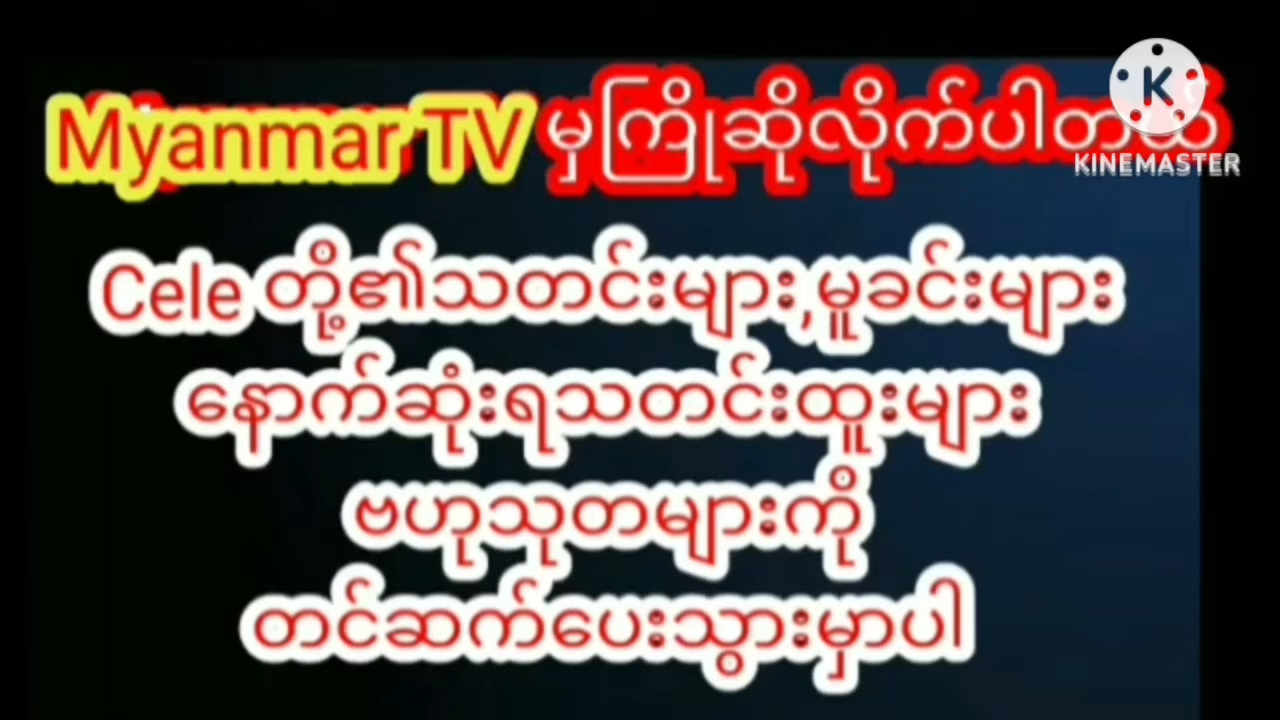 Myanmar TV မှကြိုဆိုလိုက်ပါတယ်
KINEMASTER
Cele တို့၏သတင်းများ,မူခင်းများ
နောက်ဆုံးရသတင်းထူးများ
ဗဟုသုတများကို
တင်ဆက်ပေးသွားမှာပါ